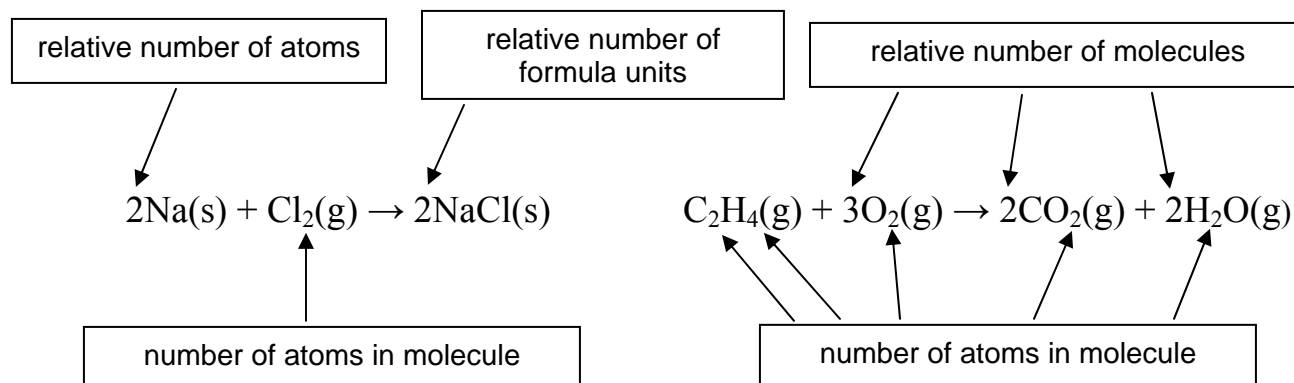 relative number of atoms
relative number of
formula units
relative number of molecules
2Na(s) + Cl₂(g) → 2NaCl(s)
C₂H₄(g) + 3O₂(g) → 2CO₂(g) + 2H₂O(g)
number of atoms in molecule
number of atoms in molecule